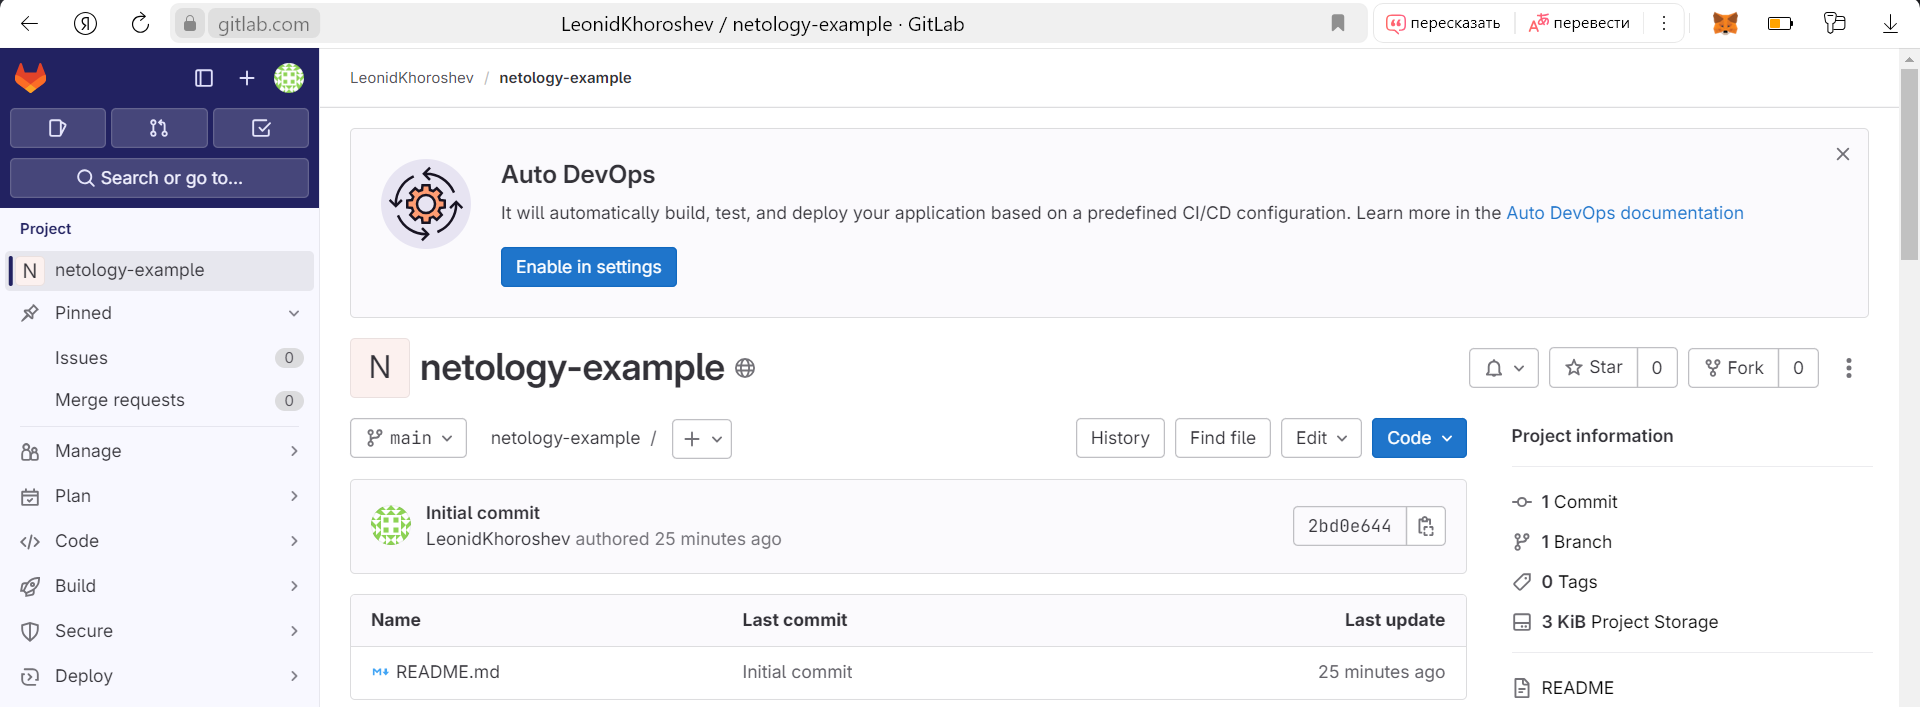 Я
gitlab.com
LeonidKhoroshev / netology-example · GitLab
пересказать
перевести
LeonidKhoroshev / netology-example
Search or go to...
Project
N netology-example
Pinned
Issues 0
Merge requests 0
Manage
Plan
Code
Build
Secure
Deploy
Auto DevOps
It will automatically build, test, and deploy your application based on a predefined CI/CD configuration. Learn more in the Auto DevOps documentation
Enable in settings
N netology-example
Star 0
Fork 0
main
netology-example /
History
Find file
Edit
Code
Initial commit
LeonidKhoroshev authored 25 minutes ago
2bd0e644
Name Last commit Last update
README.md Initial commit 25 minutes ago
Project information
1 Commit
1 Branch
0 Tags
3 KiB Project Storage
README